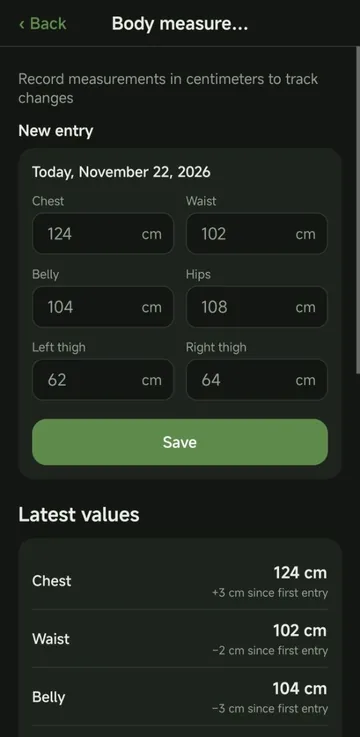 ‹ Back
Body measure...
Record measurements in centimeters to track
changes
New entry
Today, November 22, 2026
Chest
Waist
124 cm
102 cm
Belly
Hips
104 cm
108 cm
Left thigh
Right thigh
62 cm
64 cm
Save
Latest values
Chest
124 cm
+3 cm since first entry
Waist
102 cm
−2 cm since first entry
Belly
104 cm
−3 cm since first entry